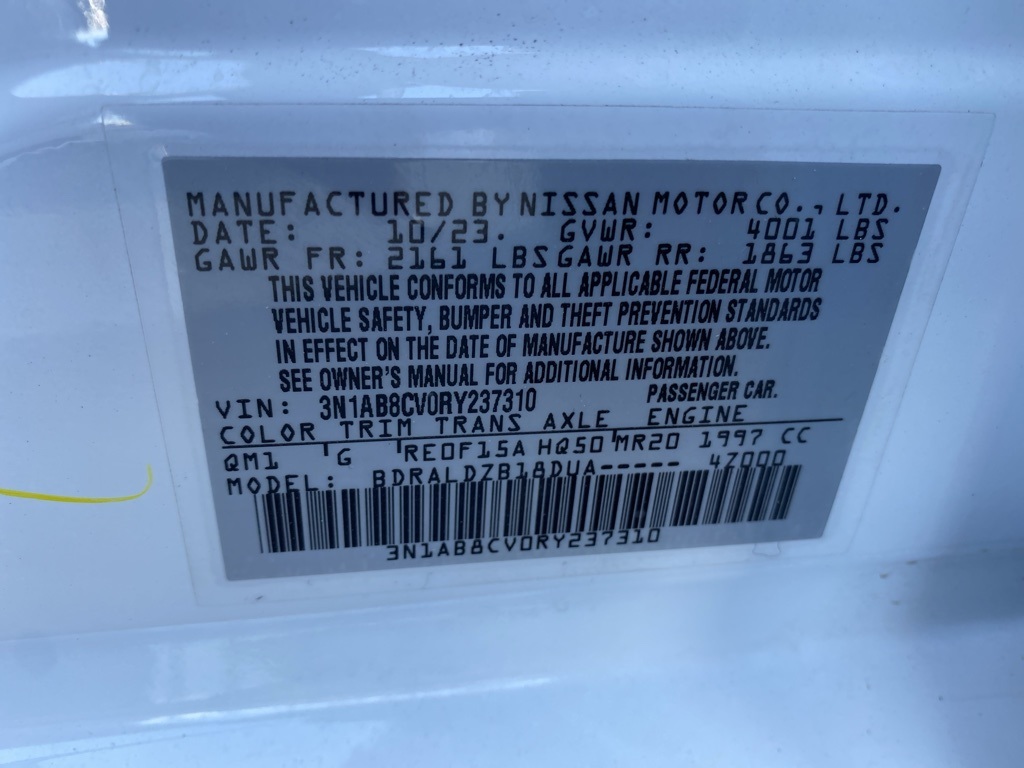 MANUFACTURED BY NISSAN MOTOR CO., LTD.
DATE: 10/23. GVWR: 4001 LBS
GAWR FR: 2161 LBS GAWR RR: 1863 LBS
THIS VEHICLE CONFORMS TO ALL APPLICABLE FEDERAL MOTOR
VEHICLE SAFETY, BUMPER AND THEFT PREVENTION STANDARDS
IN EFFECT ON THE DATE OF MANUFACTURE SHOWN ABOVE.
SEE OWNER'S MANUAL FOR ADDITIONAL INFORMATION.
VIN: 3N1AB8CV0RY237310 PASSENGER CAR.
COLOR TRIM TRANS AXLE ENGINE
QM1 G RE0F15A HQ50 MR20 1997 CC
MODEL: BDRALDZB18DUA----- 4Z000
3N1AB8CV0RY237310